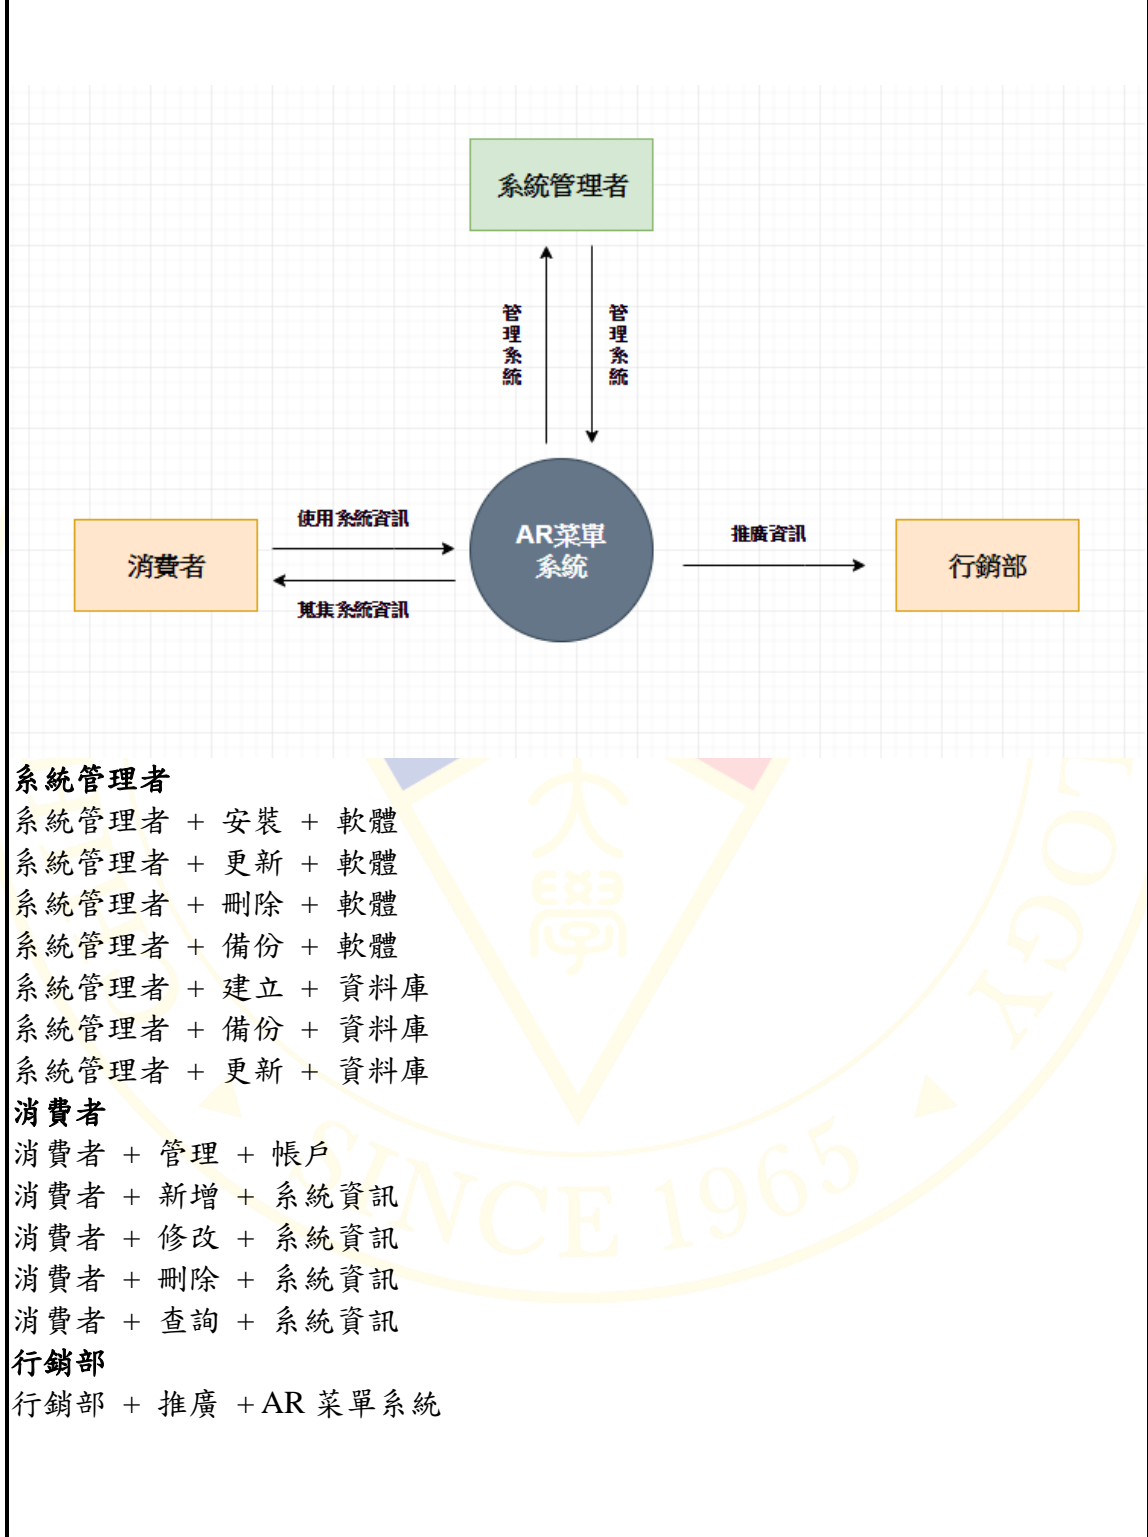 系統管理者
管理系統
管理系統
使用系統資訊
AR菜單
系統
推廣資訊
消費者
行銷部
蒐集系統資訊
系統管理者
系統管理者 + 安裝 + 軟體
系統管理者 + 更新 + 軟體
系統管理者 + 刪除 + 軟體
系統管理者 + 備份 + 軟體
系統管理者 + 建立 + 資料庫
系統管理者 + 備份 + 資料庫
系統管理者 + 更新 + 資料庫
消費者
消費者 + 管理 + 帳戶
消費者 + 新增 + 系統資訊
消費者 + 修改 + 系統資訊
消費者 + 刪除 + 系統資訊
消費者 + 查詢 + 系統資訊
行銷部
行銷部 + 推廣 +AR 菜單系統
大學
LOGY
SINCE 1965